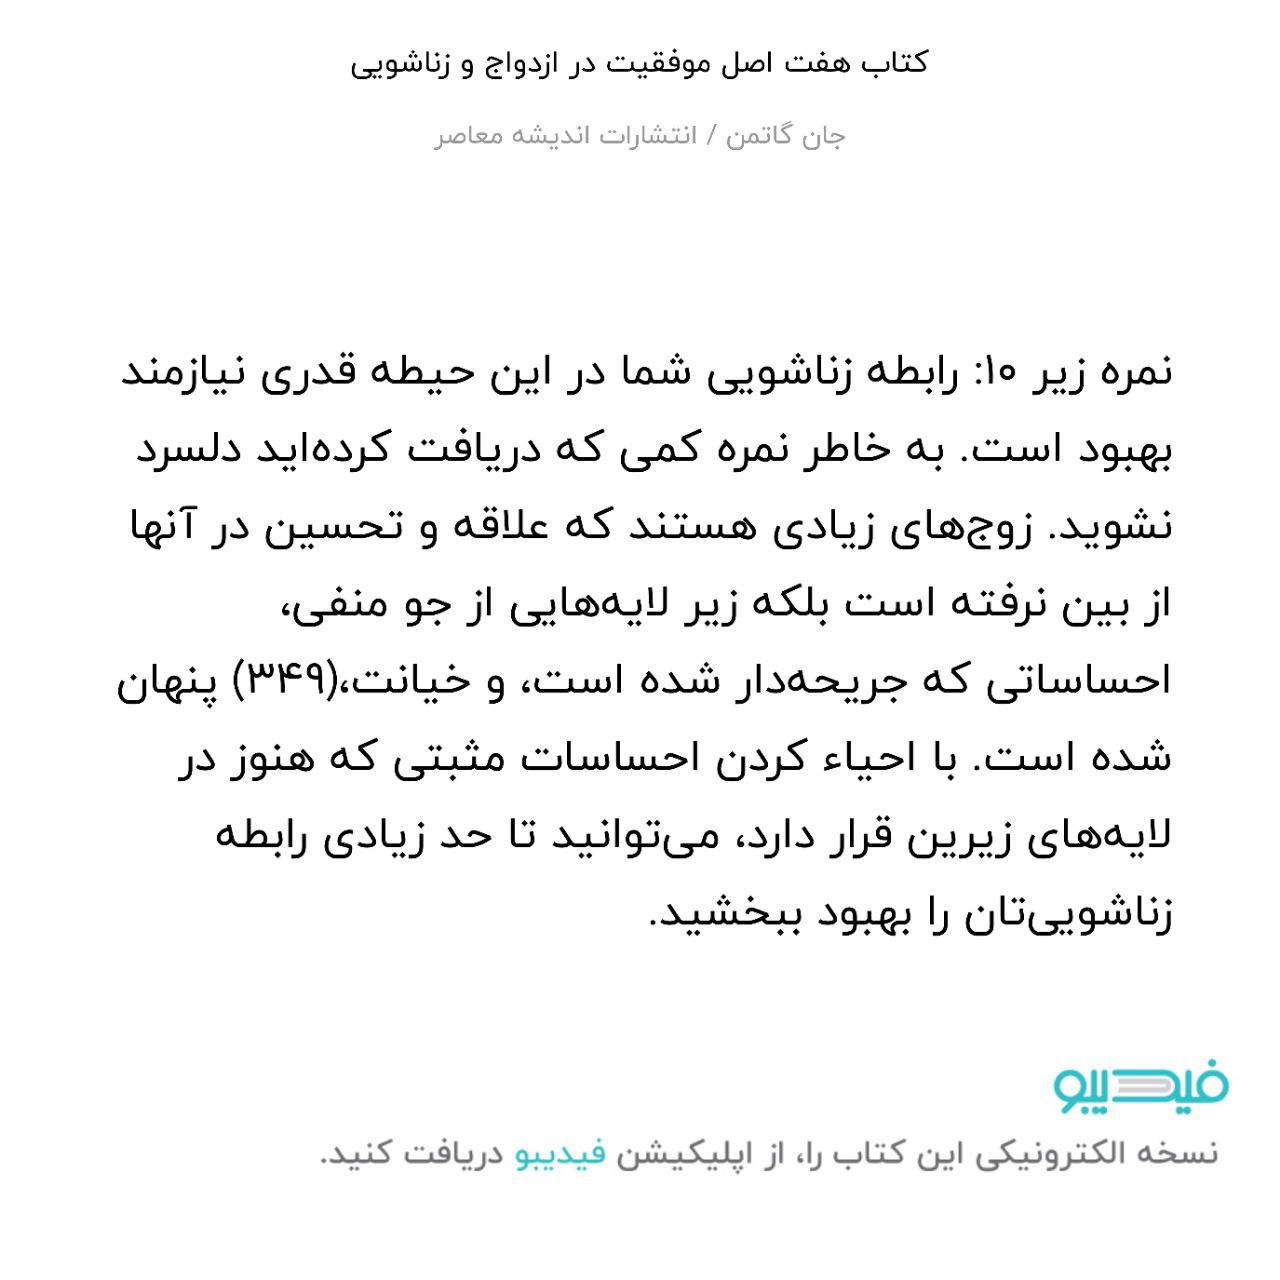 کتاب هفت اصل موفقیت در ازدواج و زناشویی
جان گاتمن / انتشارات اندیشه معاصر
نمره زیر ۱۰: رابطه زناشویی شما در این حیطه قدری نیازمند
بهبود است. به خاطر نمره کمی که دریافت کرده‌اید دلسرد
نشوید. زوج‌های زیادی هستند که علاقه و تحسین در آنها
از بین نرفته است بلکه زیر لایه‌هایی از جو منفی،
احساساتی که جریحه‌دار شده است، و خیانت،(۳۴۹) پنهان
شده است. با احیاء کردن احساسات مثبتی که هنوز در
لایه‌های زیرین قرار دارد، می‌توانید تا حد زیادی رابطه
زناشویی‌تان را بهبود ببخشید.
فیدیبو
نسخه الکترونیکی این کتاب را، از اپلیکیشن فیدیبو دریافت کنید.